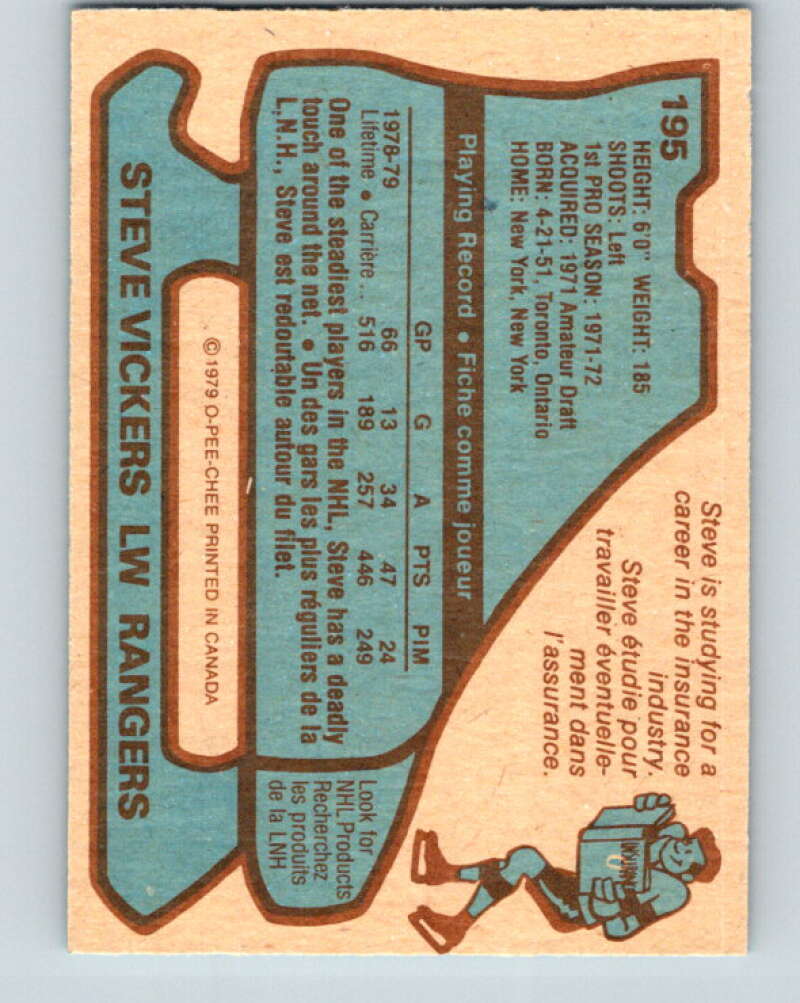 195
HEIGHT: 6'0" WEIGHT: 185
SHOOTS: Left
1st PRO SEASON: 1971-72
ACQUIRED: 1971 Amateur Draft
BORN: 4-21-51, Toronto, Ontario
HOME: New York, New York
Steve is studying for a
career in the insurance
industry.
Steve étudie pour
travailler éventuelle-
ment dans
l'assurance.
Playing Record • Fiche comme joueur
GP G A PTS PIM
1978-79 66 13 34 47 24
Lifetime • Carrière... 516 189 257 446 249
One of the steadiest players in the NHL, Steve has a deadly
touch around the net. • Un des gars les plus réguliers de la
L.N.H., Steve est redoutable autour du filet.
Look for
NHL Products
Recherchez
les produits
de la LNH
©1979 O-PEE-CHEE PRINTED IN CANADA
STEVE VICKERS LW RANGERS